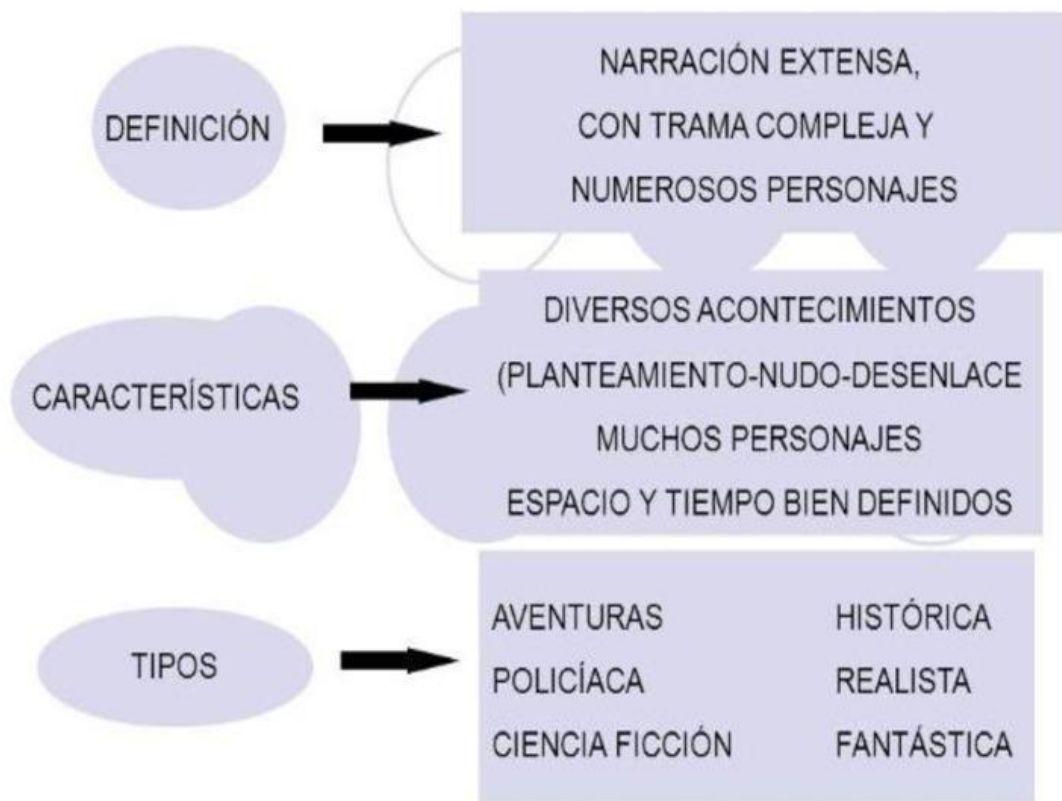 DEFINICIÓN
NARRACIÓN EXTENSA,
CON TRAMA COMPLEJA Y
NUMEROSOS PERSONAJES
CARACTERÍSTICAS
DIVERSOS ACONTECIMIENTOS
(PLANTEAMIENTO-NUDO-DESENLACE
MUCHOS PERSONAJES
ESPACIO Y TIEMPO BIEN DEFINIDOS
TIPOS
AVENTURAS HISTÓRICA
POLICÍACA REALISTA
CIENCIA FICCIÓN FANTÁSTICA